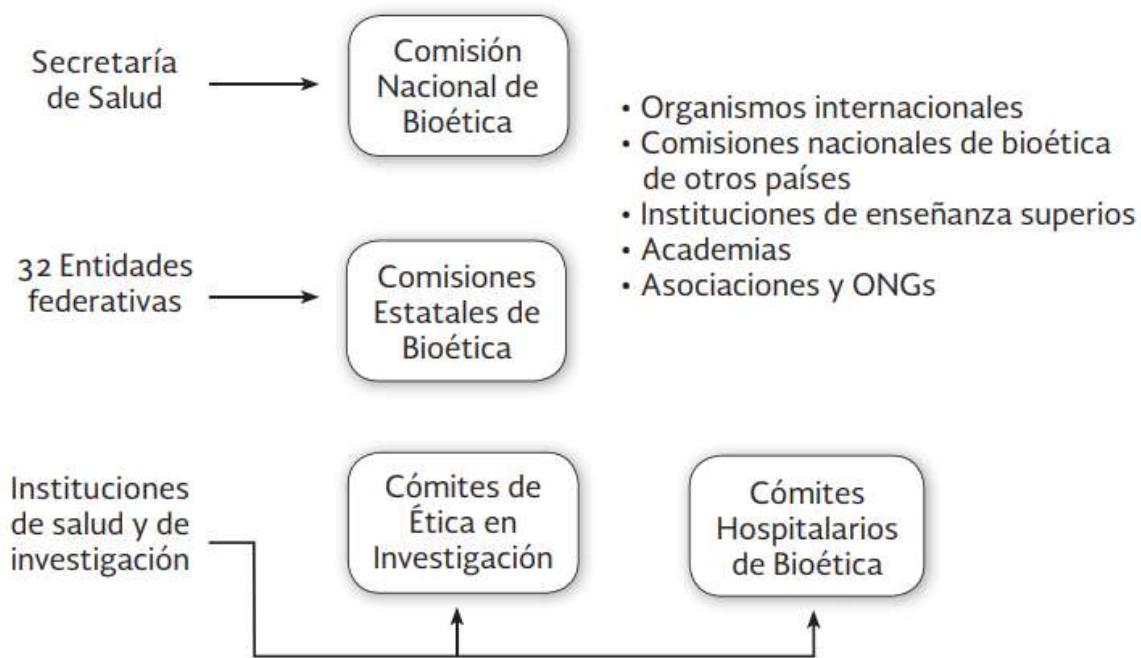 Secretaría
de Salud
Comisión
Nacional de
Bioética
• Organismos internacionales
• Comisiones nacionales de bioética
de otros países
• Instituciones de enseñanza superios
• Academias
• Asociaciones y ONGs
32 Entidades
federativas
Comisiones
Estatales de
Bioética
Instituciones
de salud y de
investigación
Cómites de
Ética en
Investigación
Cómites
Hospitalarios
de Bioética